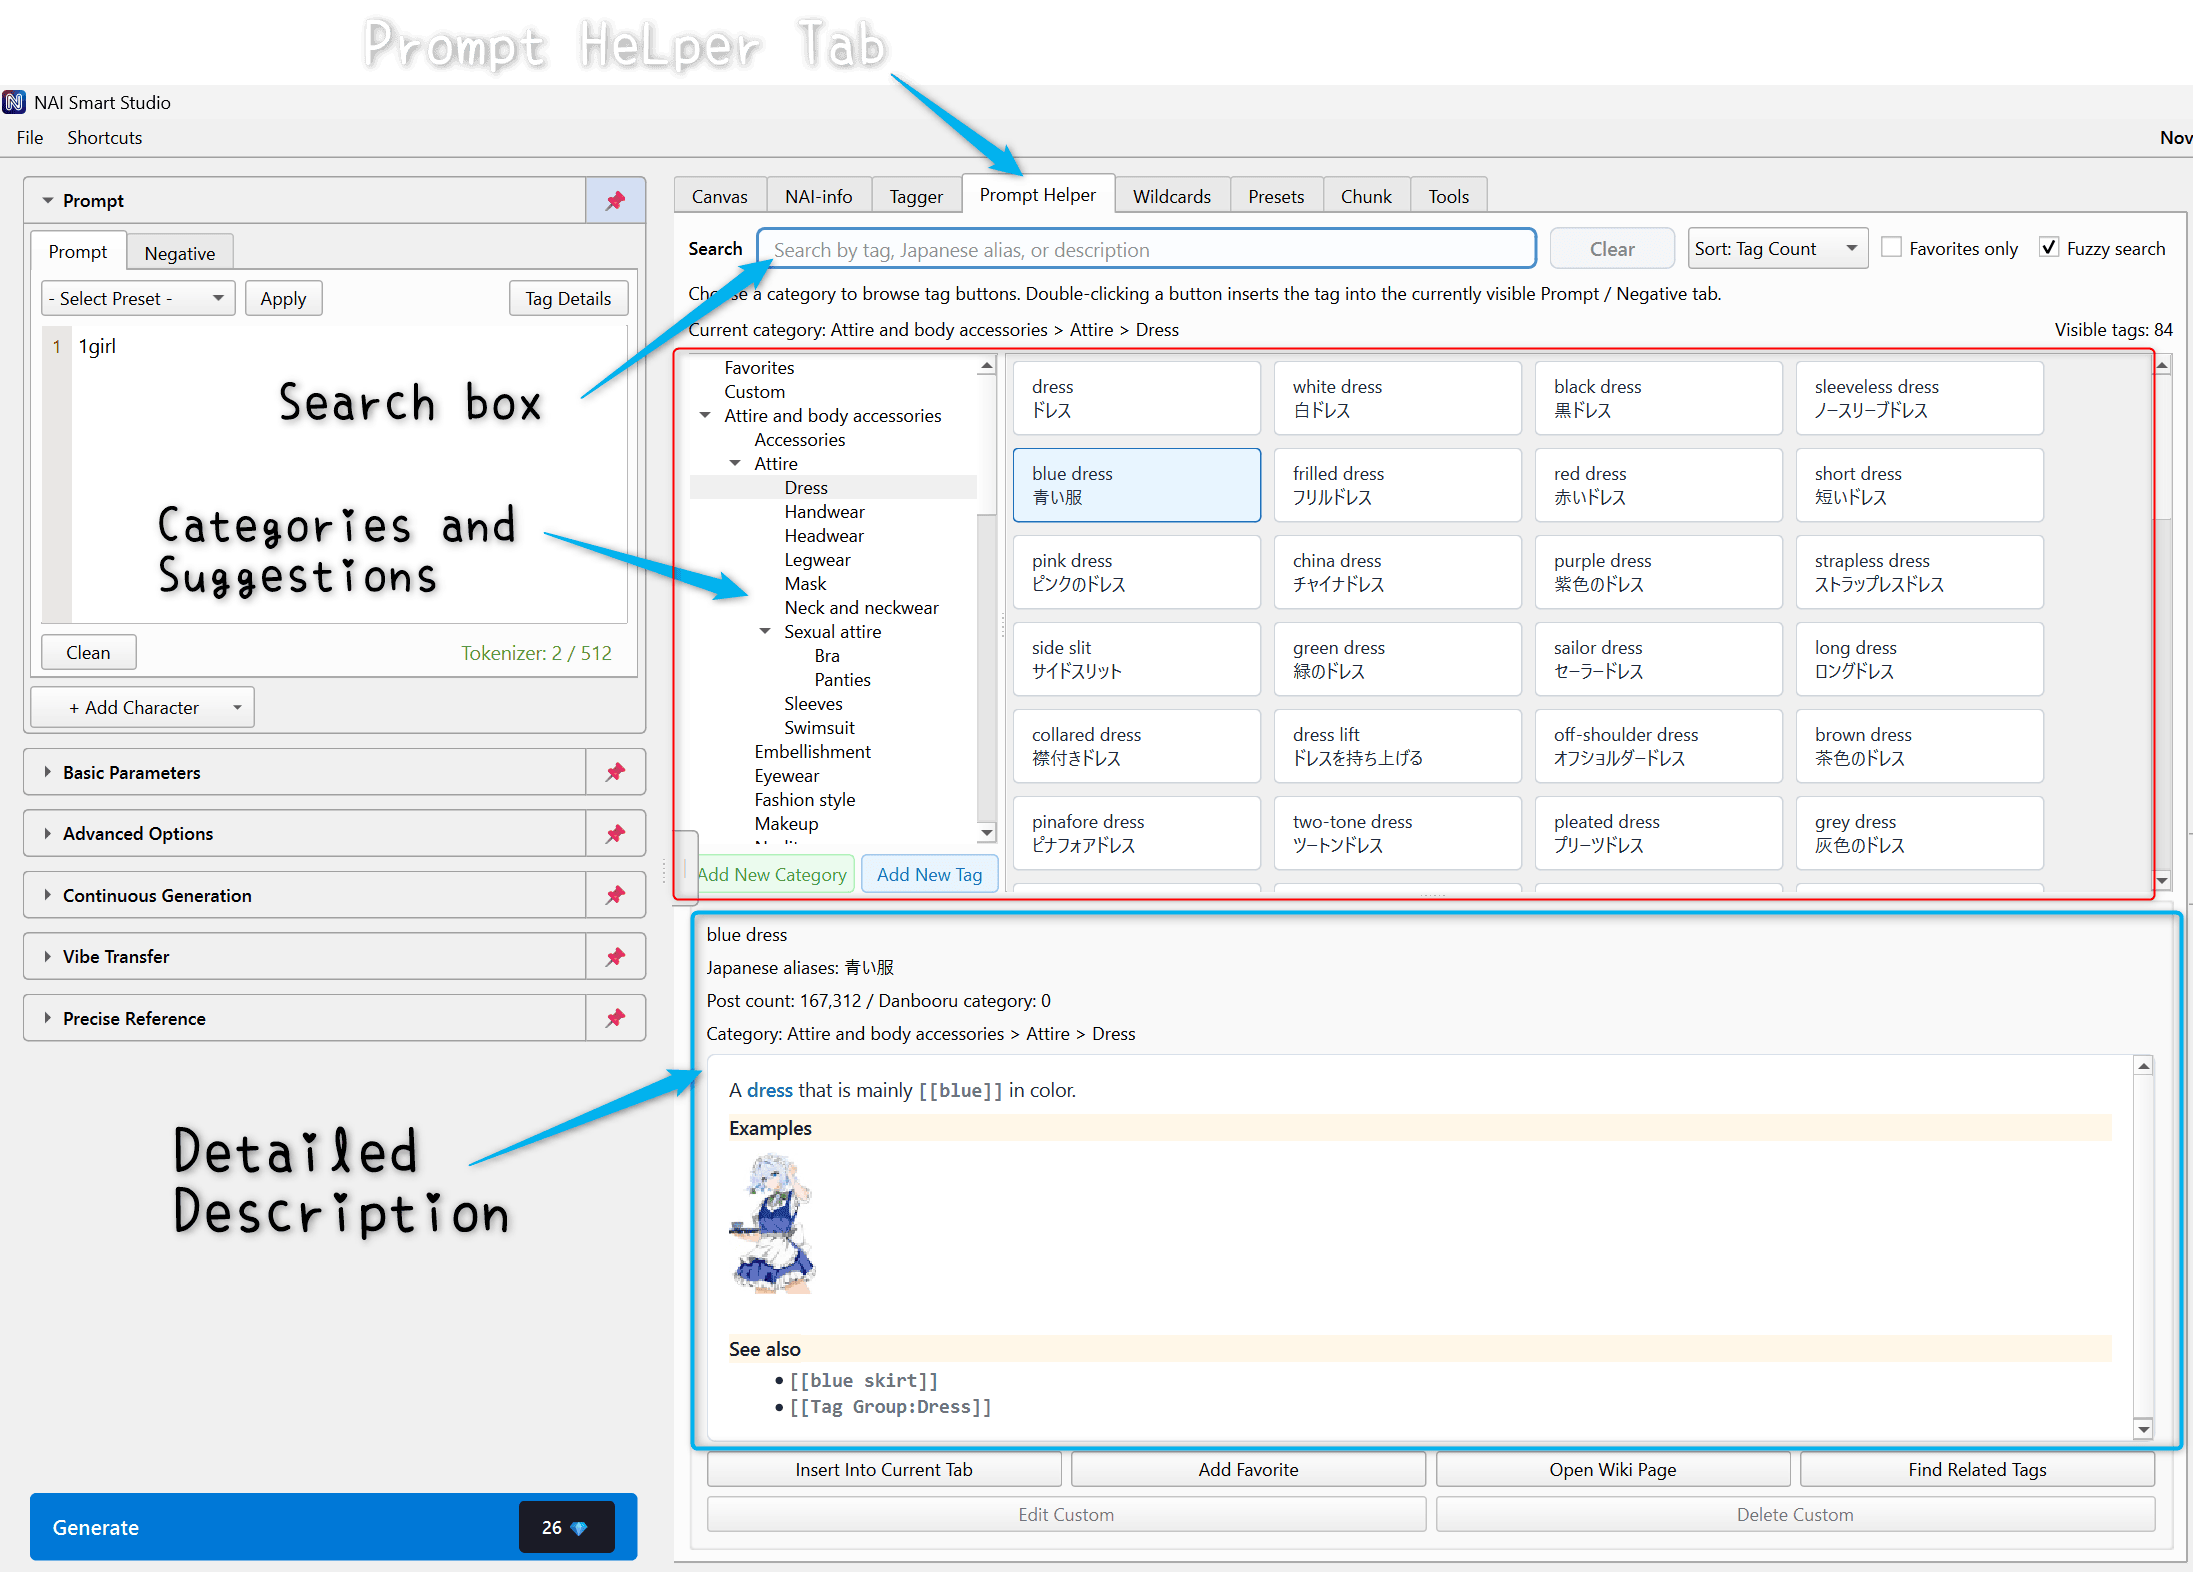 Prompt Helper Tab
NAI Smart Studio
File Shortcuts
Nov
Prompt
Prompt Negative
- Select Preset - Apply Tag Details
1 1girl
Search box
Categories and
Suggestions
Clean Tokenizer: 2 / 512
+ Add Character
Basic Parameters
Advanced Options
Continuous Generation
Vibe Transfer
Precise Reference
Detailed
Description
Generate 26
Canvas NAI-info Tagger Prompt Helper Wildcards Presets Chunk Tools
Search Search by tag, Japanese alias, or description Clear Sort: Tag Count Favorites only Fuzzy search
a category to browse tag buttons. Double-clicking a button inserts the tag into the currently visible Prompt / Negative tab.
Current category: Attire and body accessories > Attire > Dress Visible tags: 84
Favorites
Custom
Attire and body accessories
Accessories
Attire
Dress
Handwear
Headwear
Legwear
Mask
Neck and neckwear
Sexual attire
Bra
Panties
Sleeves
Swimsuit
Embellishment
Eyewear
Fashion style
Makeup
Add New Category Add New Tag
dress white dress black dress sleeveless dress
ドレス 白ドレス 黒ドレス ノースリーブドレス
blue dress frilled dress red dress short dress
青い服 フリルドレス 赤いドレス 短いドレス
pink dress china dress purple dress strapless dress
ピンクのドレス チャイナドレス 紫色のドレス ストラップレスドレス
side slit green dress sailor dress long dress
サイドスリット 緑のドレス セーラードレス ロングドレス
collared dress dress lift off-shoulder dress brown dress
襟付きドレス ドレスを持ち上げる オフショルダードレス 茶色のドレス
pinafore dress two-tone dress pleated dress grey dress
ピナフォアドレス ツートンドレス プリーツドレス 灰色のドレス
blue dress
Japanese aliases: 青い服
Post count: 167,312 / Danbooru category: 0
Category: Attire and body accessories > Attire > Dress
A dress that is mainly [[blue]] in color.
Examples
See also
• [[blue skirt]]
• [[Tag Group:Dress]]
Insert Into Current Tab Add Favorite Open Wiki Page Find Related Tags
Edit Custom Delete Custom